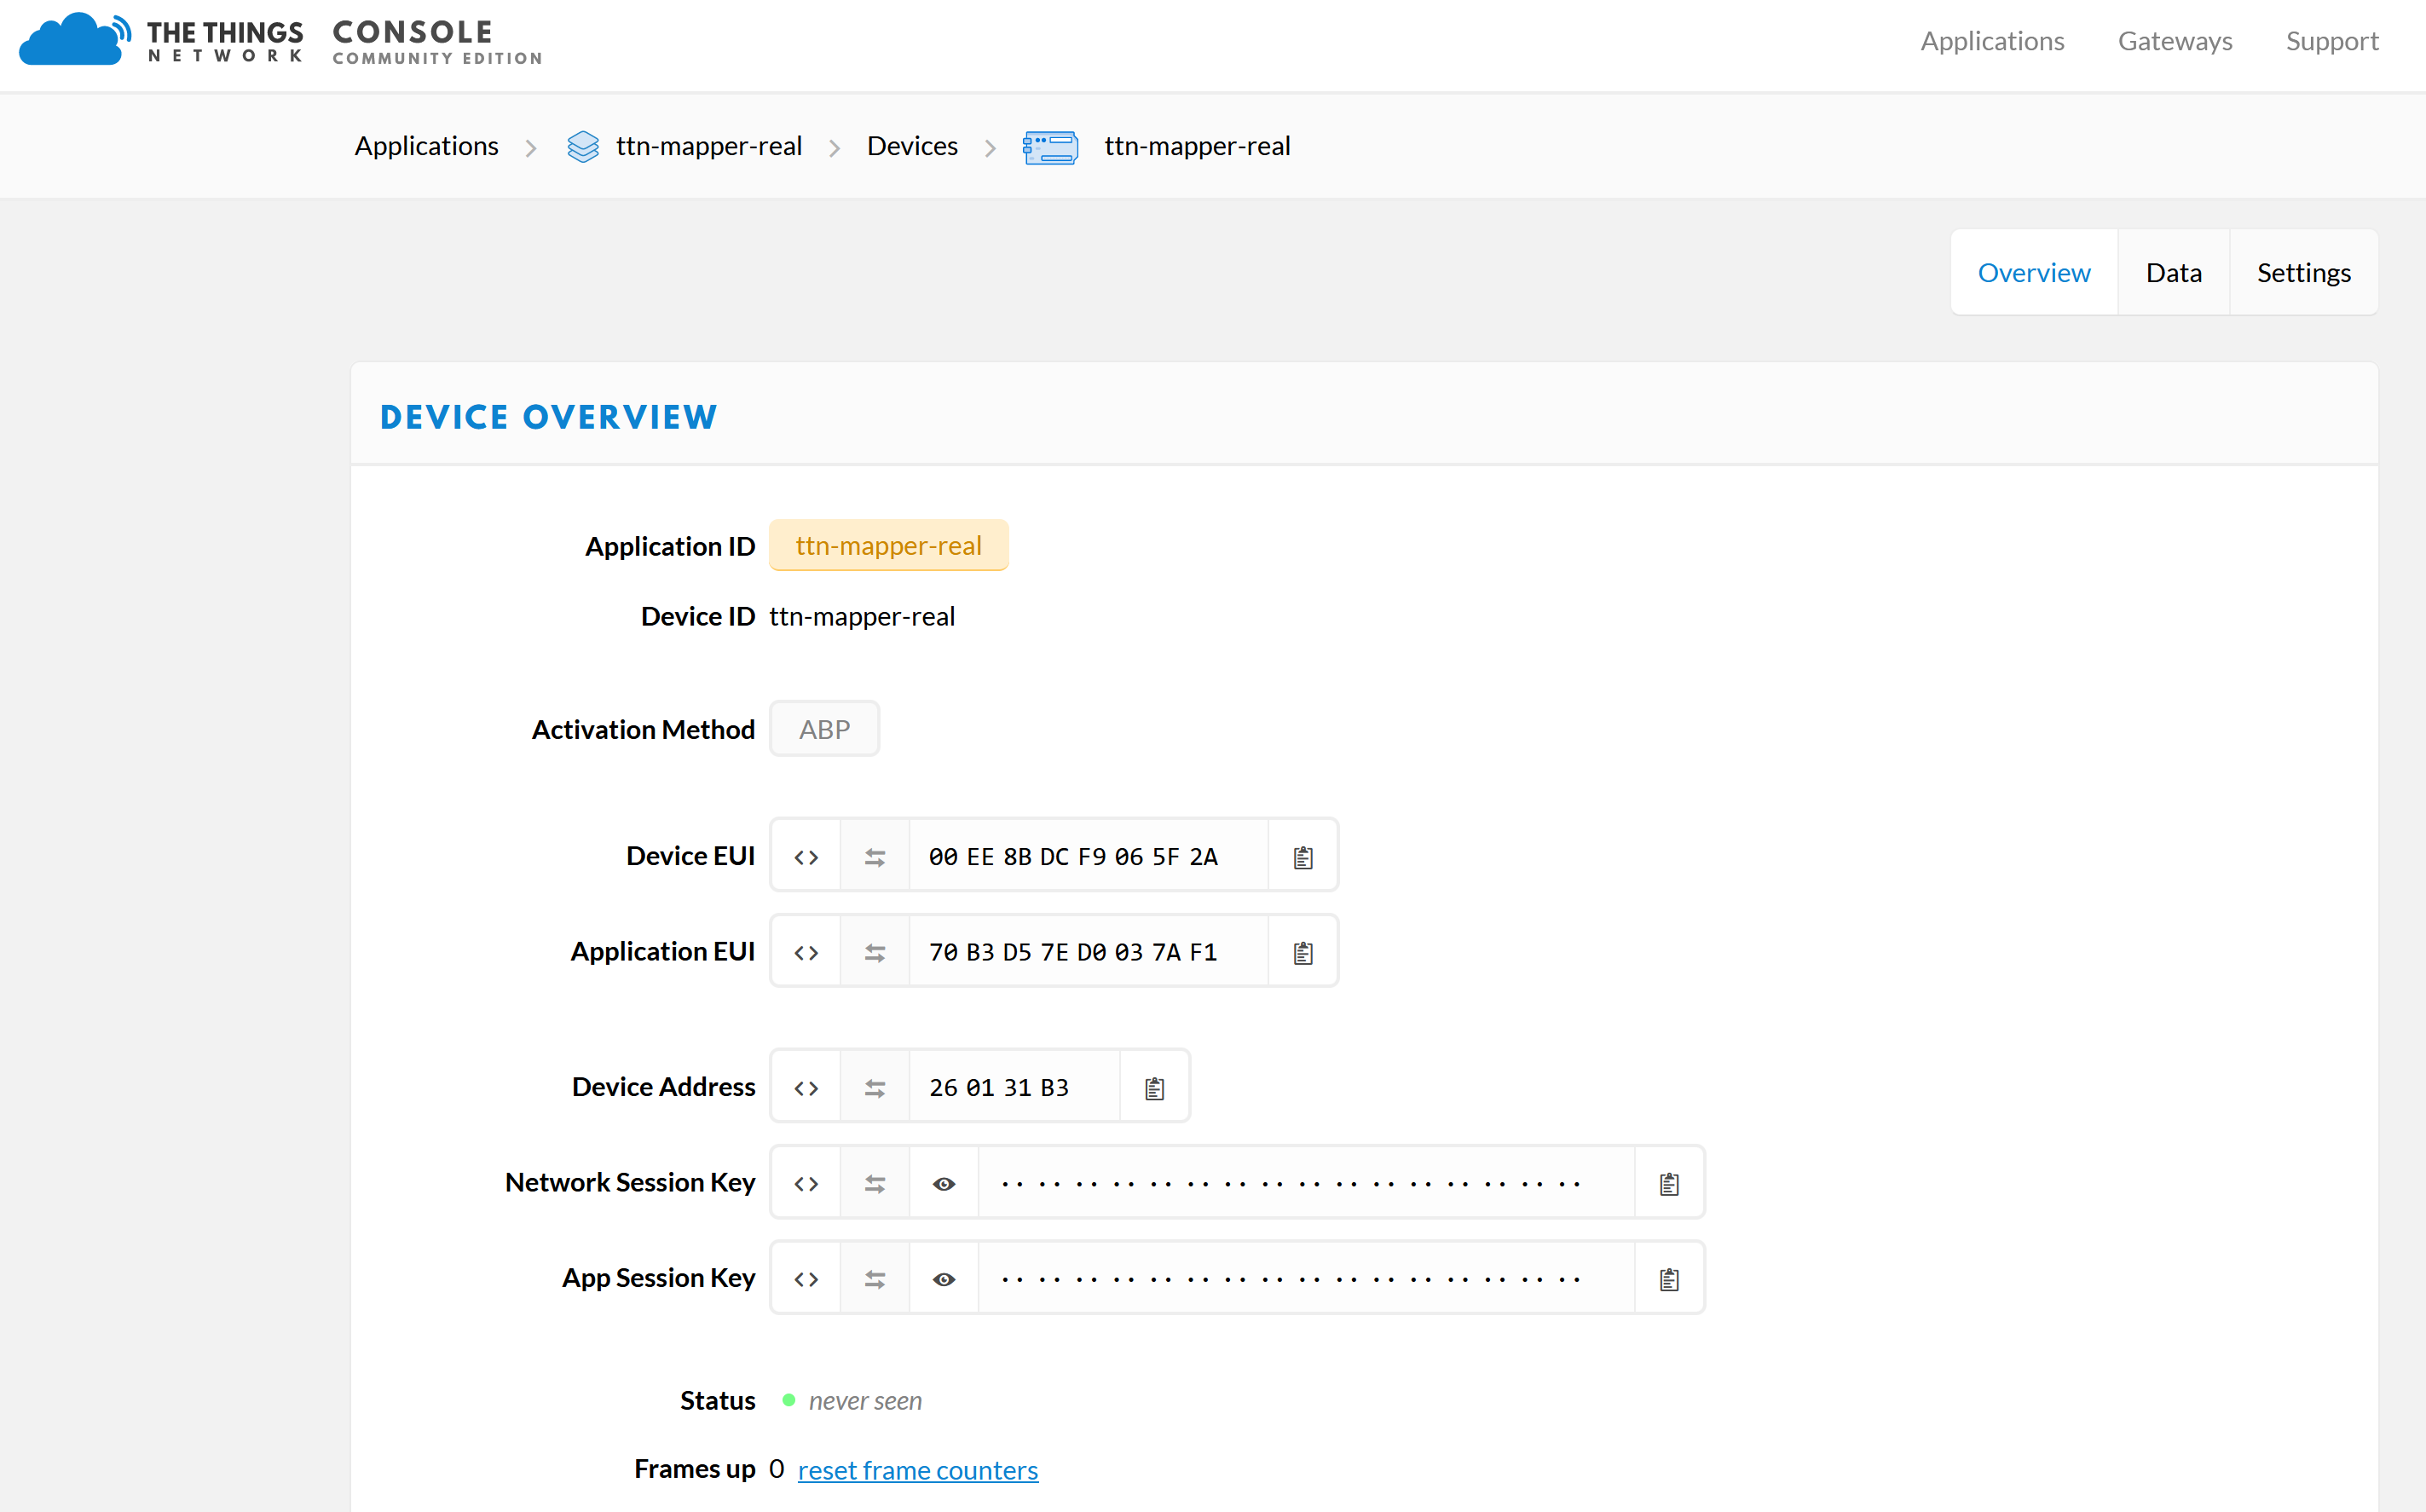 THE THINGS
NETWORK
CONSOLE
COMMUNITY EDITION
Applications Gateways Support
Applications ttn-mapper-real Devices ttn-mapper-real
Overview Data Settings
DEVICE OVERVIEW
Application ID ttn-mapper-real
Device ID ttn-mapper-real
Activation Method ABP
Device EUI 00 EE 8B DC F9 06 5F 2A
Application EUI 70 B3 D5 7E D0 03 7A F1
Device Address 26 01 31 B3
Network Session Key
App Session Key
Status never seen
Frames up 0 reset frame counters